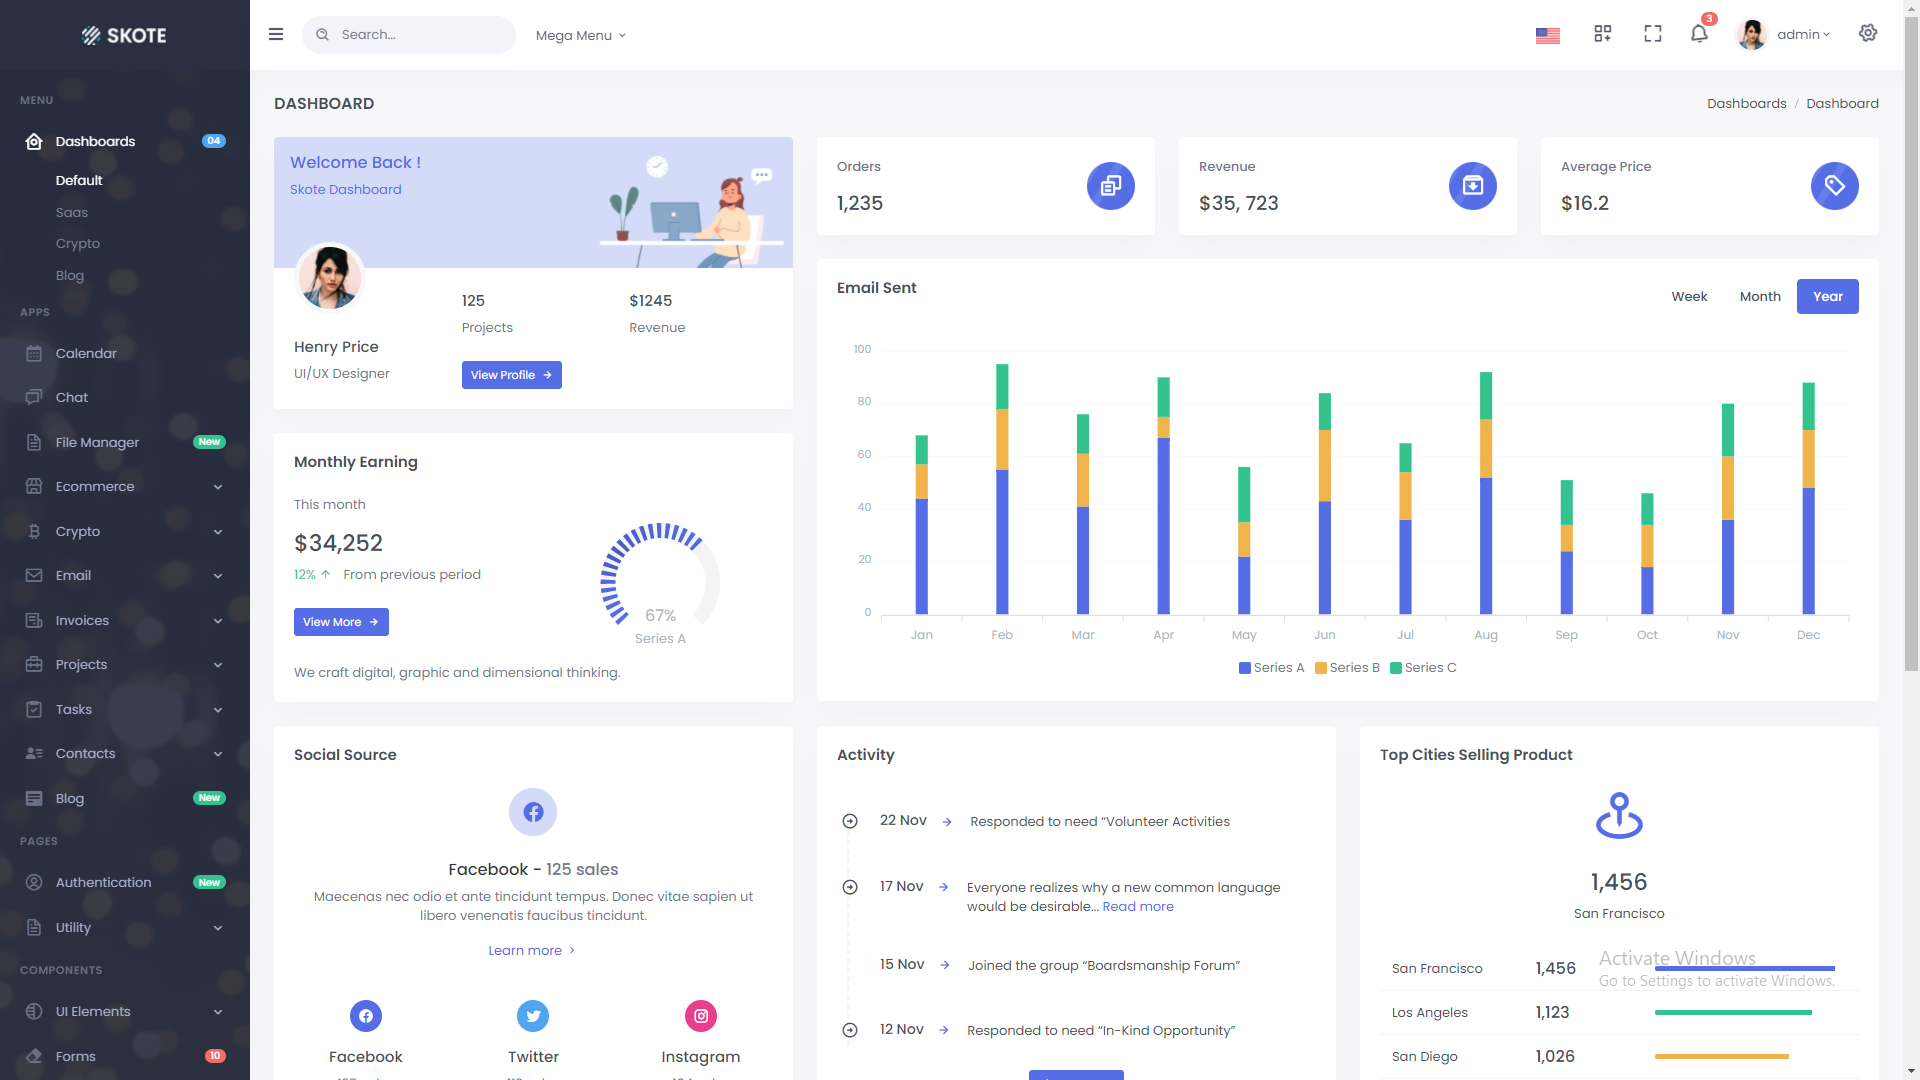 SKOTE
Search...
Mega Menu
3
admin
MENU
Dashboards 04
Default
Saas
Crypto
Blog
APPS
Calendar
Chat
File Manager New
Ecommerce
Crypto
Email
Invoices
Projects
Tasks
Contacts
Blog New
PAGES
Authentication New
Utility
COMPONENTS
UI Elements
Forms 10
DASHBOARD
Dashboards / Dashboard
Welcome Back !
Skote Dashboard
125
Projects
$1245
Revenue
Henry Price
UI/UX Designer
View Profile
Orders
1,235
Revenue
$35, 723
Average Price
$16.2
Monthly Earning
This month
$34,252
12% From previous period
View More
67%
Series A
We craft digital, graphic and dimensional thinking.
Email Sent
Week Month Year
100
80
60
40
20
0
Jan Feb Mar Apr May Jun Jul Aug Sep Oct Nov Dec
Series A Series B Series C
Social Source
Facebook - 125 sales
Maecenas nec odio et ante tincidunt tempus. Donec vitae sapien ut
libero venenatis faucibus tincidunt.
Learn more
Facebook Twitter Instagram
Activity
22 Nov Responded to need “Volunteer Activities
17 Nov Everyone realizes why a new common language
would be desirable... Read more
15 Nov Joined the group “Boardsmanship Forum”
12 Nov Responded to need “In-Kind Opportunity”
Top Cities Selling Product
1,456
San Francisco
San Francisco 1,456
Los Angeles 1,123
San Diego 1,026
Activate Windows
Go to Settings to activate Windows.